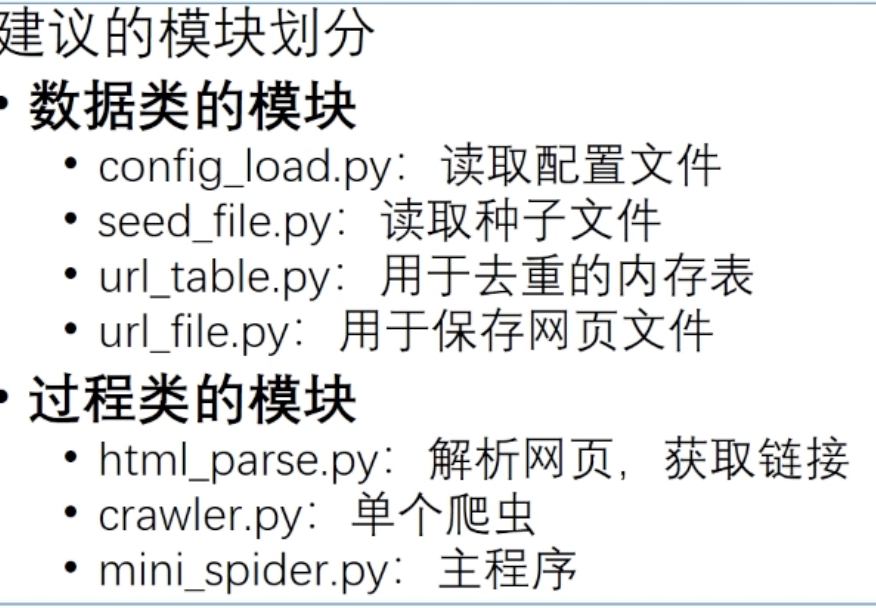 建议的模块划分
• 数据类的模块
• config_load.py：读取配置文件
• seed_file.py：读取种子文件
• url_table.py：用于去重的内存表
• url_file.py：用于保存网页文件
• 过程类的模块
• html_parse.py：解析网页，获取链接
• crawler.py：单个爬虫
• mini_spider.py：主程序